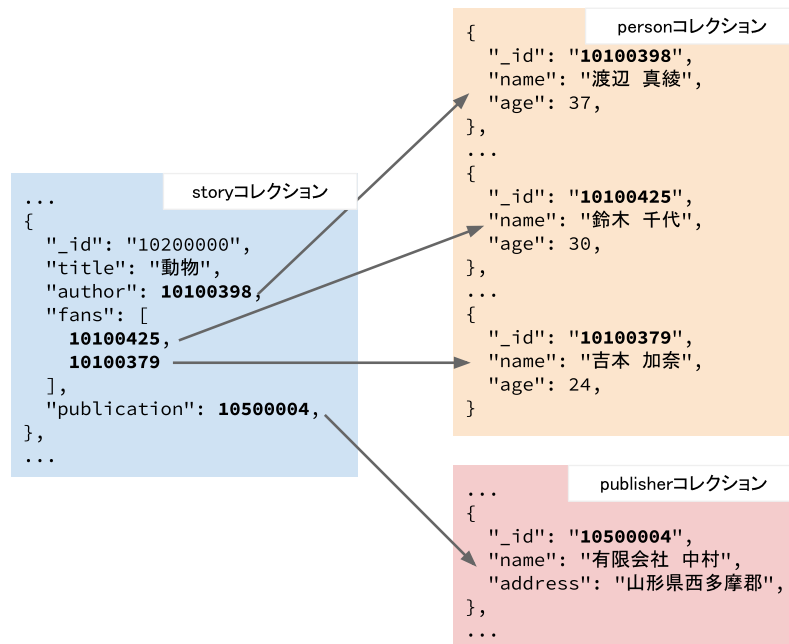 storyコレクション
...
{
  "_id": "10200000",
  "title": "動物",
  "author": 10100398,
  "fans": [
    10100425,
    10100379
  ],
  "publication": 10500004,
},
...
personコレクション
{
  "_id": "10100398",
  "name": "渡辺 真綾",
  "age": 37,
},
...
{
  "_id": "10100425",
  "name": "鈴木 千代",
  "age": 30,
},
...
{
  "_id": "10100379",
  "name": "吉本 加奈",
  "age": 24,
}
publisherコレクション
...
{
  "_id": "10500004",
  "name": "有限会社 中村",
  "address": "山形県西多摩郡",
},
...